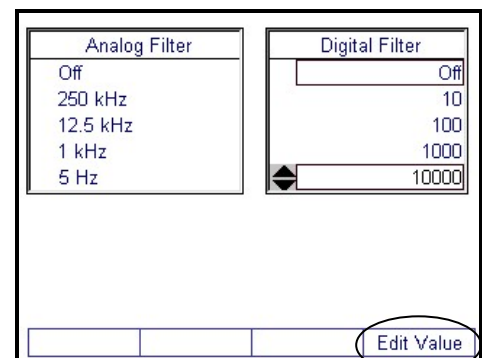 Analog Filter
Off
250 kHz
12.5 kHz
1 kHz
5 Hz
Digital Filter
Off
10
100
1000
10000
Edit Value